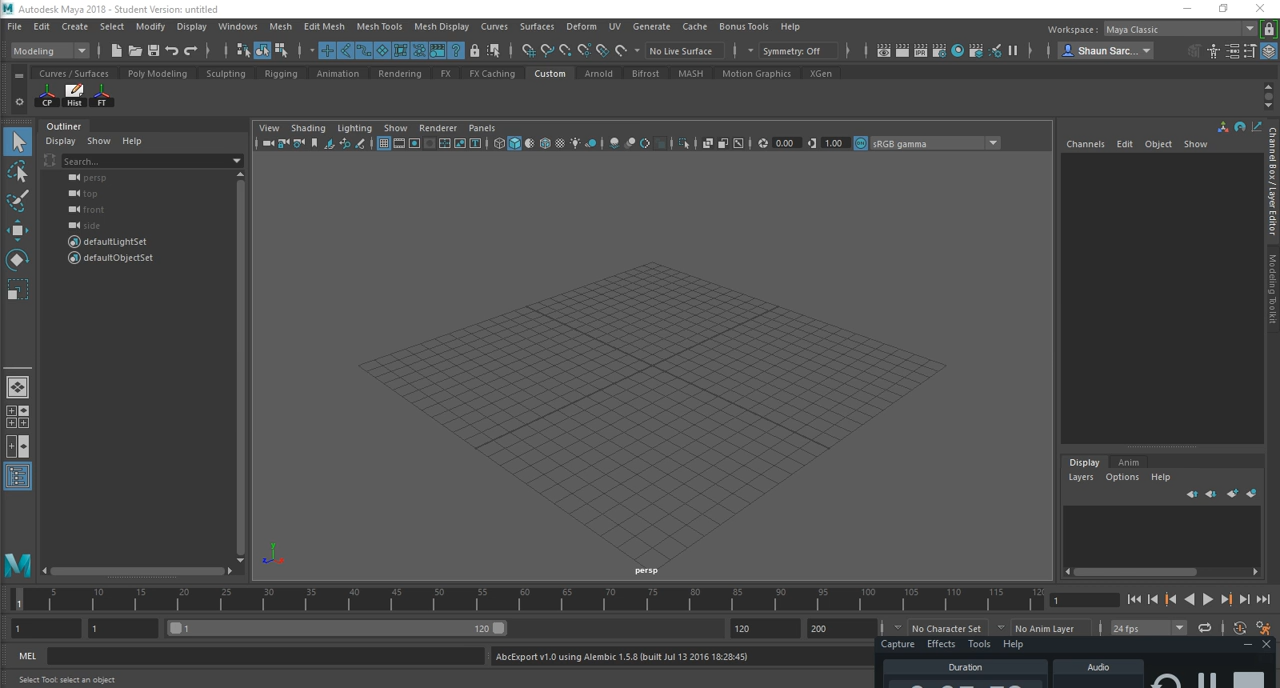 Autodesk Maya 2018 - Student Version: untitled
File Edit Create Select Modify Display Windows Mesh Edit Mesh Mesh Tools Mesh Display Curves Surfaces Deform UV Generate Cache Bonus Tools Help
Workspace : Maya Classic
Modeling No Live Surface Symmetry: Off Shaun Sarc...
Curves / Surfaces Poly Modeling Sculpting Rigging Animation Rendering FX FX Caching Custom Arnold Bifrost MASH Motion Graphics XGen
CP Hist FT
Outliner
Display Show Help
Search...
persp
top
front
side
defaultLightSet
defaultObjectSet
View Shading Lighting Show Renderer Panels
0.00 1.00 ON sRGB gamma
persp
Channels Edit Object Show
Channel Box / Layer Editor
Modeling Toolkit
Display Anim
Layers Options Help
1 5 10 15 20 25 30 35 40 45 50 55 60 65 70 75 80 85 90 95 100 105 110 115 120 1
1 1 1 120 120 200 No Character Set No Anim Layer 24 fps
MEL AbcExport v1.0 using Alembic 1.5.8 (built Jul 13 2016 18:28:45)
Select Tool: select an object
Capture Effects Tools Help
Duration Audio